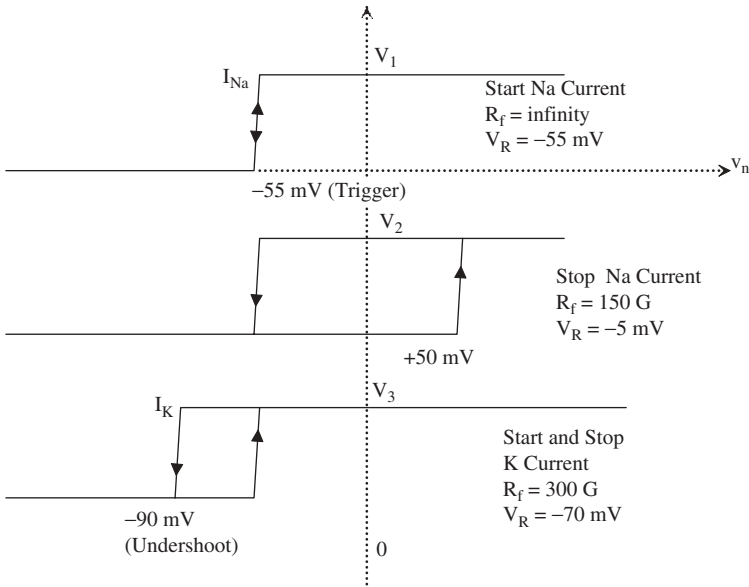 V1
INa
Start Na Current
Rf = infinity
VR = −55 mV
vn
−55 mV (Trigger)
V2
Stop Na Current
Rf = 150 G
VR = −5 mV
+50 mV
V3
IK
Start and Stop
K Current
Rf = 300 G
VR = −70 mV
−90 mV
(Undershoot)
0